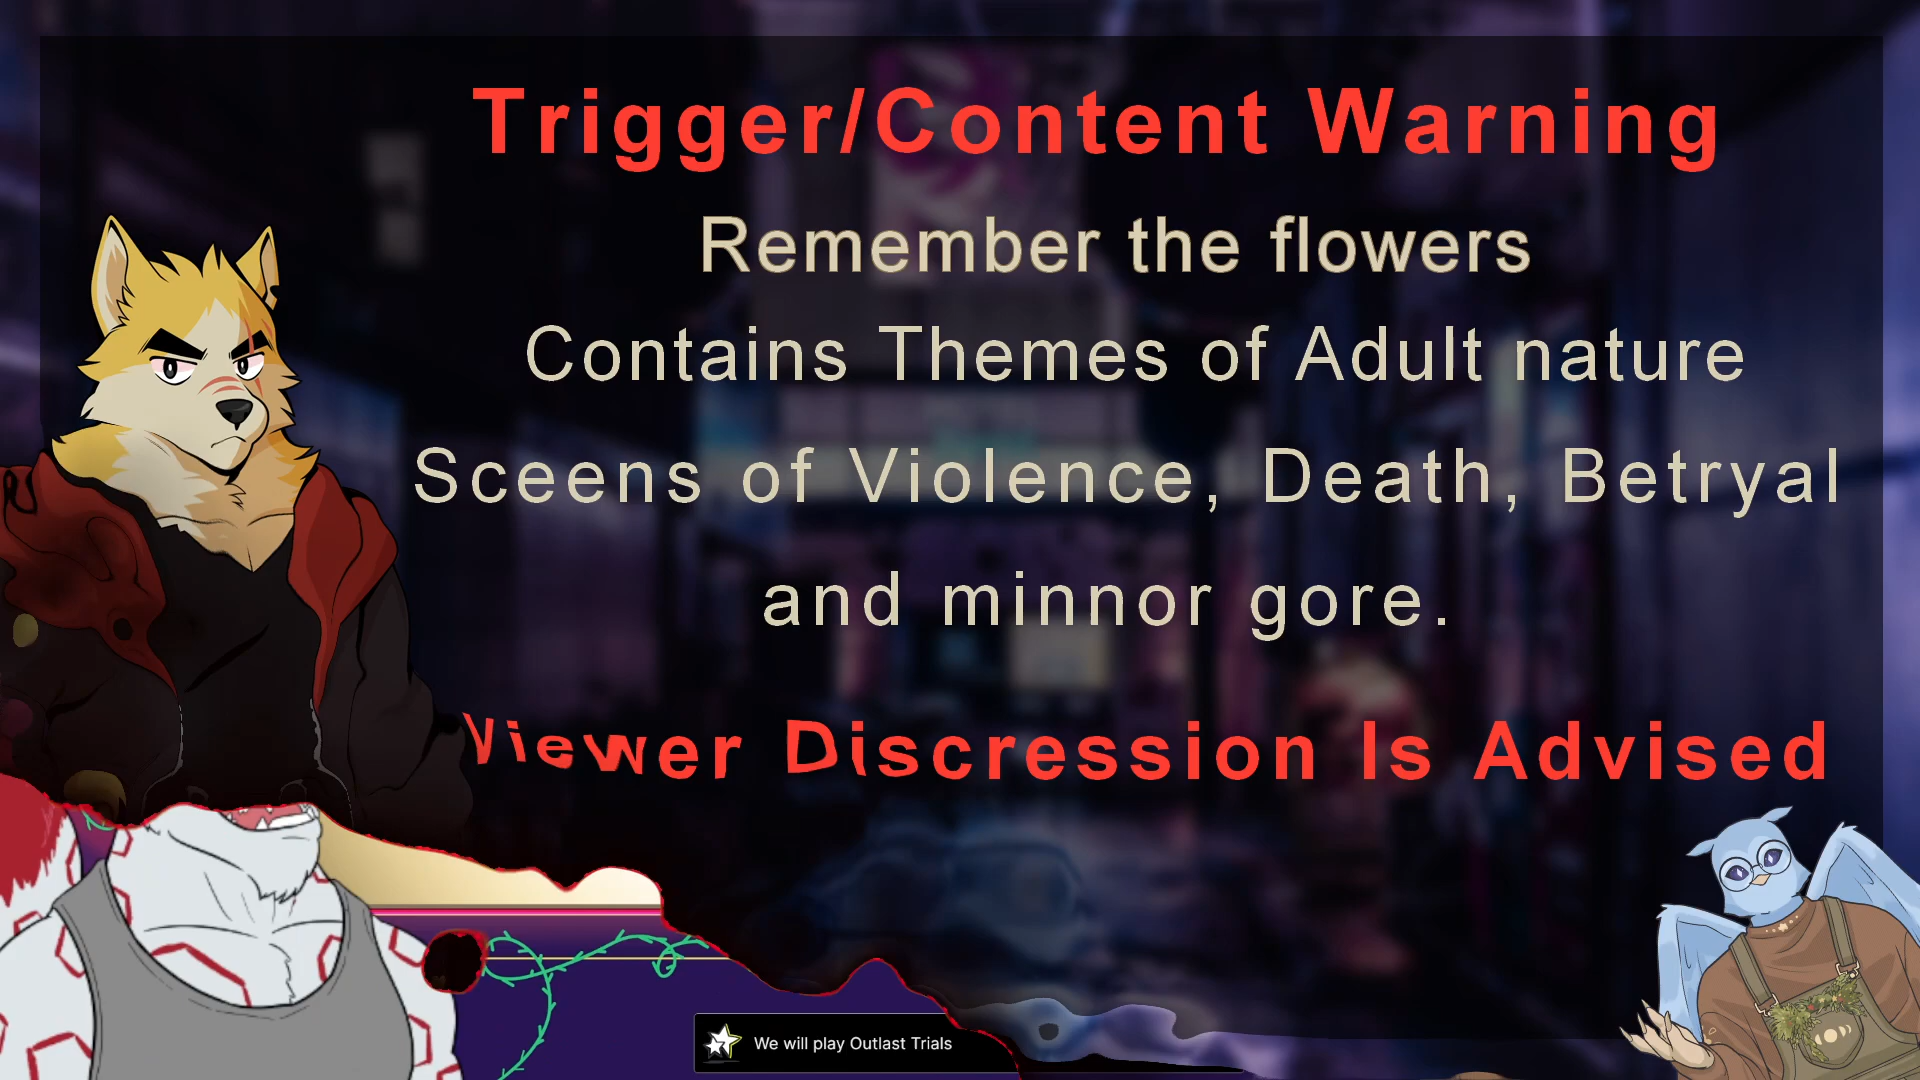 Trigger/Content Warning
Remember the flowers
Contains Themes of Adult nature
Sceens of Violence, Death, Betryal
and minnor gore.
Viewer Discression Is Advised
We will play Outlast Trials